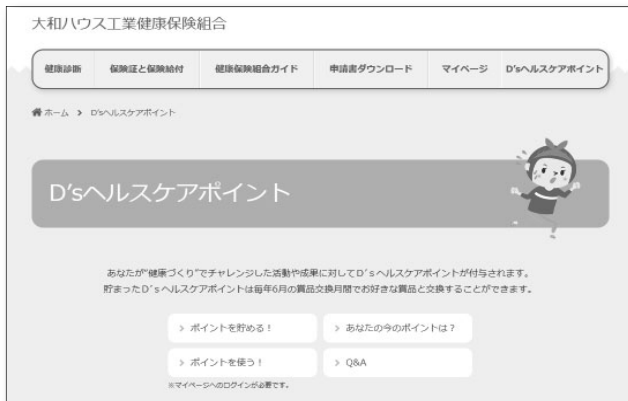 大和ハウス工業健康保険組合
健康診断 保険証と保険給付 健康保険組合ガイド 申請書ダウンロード マイページ D'sヘルスケアポイント
ホーム > D'sヘルスケアポイント
D'sヘルスケアポイント
あなたが"健康づくり"でチャレンジした活動や成果に対してD's ヘルスケアポイントが付与されます。
貯まったD's ヘルスケアポイントは毎年6月の賞品交換月間でお好きな賞品と交換することができます。
> ポイントを貯める! > あなたの今のポイントは?
> ポイントを使う! > Q&A
※マイページへのログインが必要です。